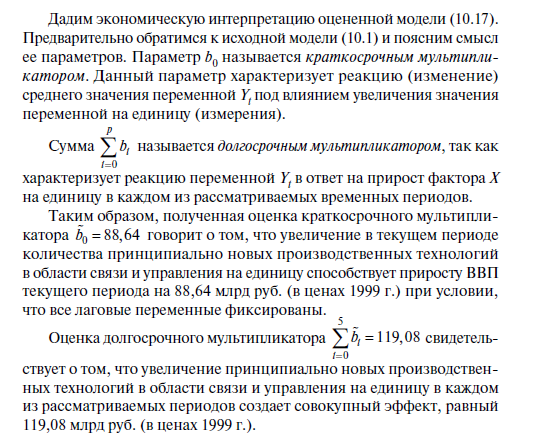 Дадим экономическую интерпретацию оцененной модели (10.17).
Предварительно обратимся к исходной модели (10.1) и поясним смысл
ее параметров. Параметр b₀ называется краткосрочным мультипли-
катором. Данный параметр характеризует реакцию (изменение)
среднего значения переменной Yₜ под влиянием увеличения значения
переменной на единицу (измерения).
Сумма ∑_{t=0}^{p} bₜ называется долгосрочным мультипликатором, так как
характеризует реакцию переменной Yₜ в ответ на прирост фактора X
на единицу в каждом из рассматриваемых временных периодов.
Таким образом, полученная оценка краткосрочного мультипли-
катора b̃₀ = 88,64 говорит о том, что увеличение в текущем периоде
количества принципиально новых производственных технологий
в области связи и управления на единицу способствует приросту ВВП
текущего периода на 88,64 млрд руб. (в ценах 1999 г.) при условии,
что все лаговые переменные фиксированы.
Оценка долгосрочного мультипликатора ∑_{t=0}^{5} b̃ₜ = 119,08 свидетель-
ствует о том, что увеличение принципиально новых производствен-
ных технологий в области связи и управления на единицу в каждом
из рассматриваемых периодов создает совокупный эффект, равный
119,08 млрд руб. (в ценах 1999 г.).